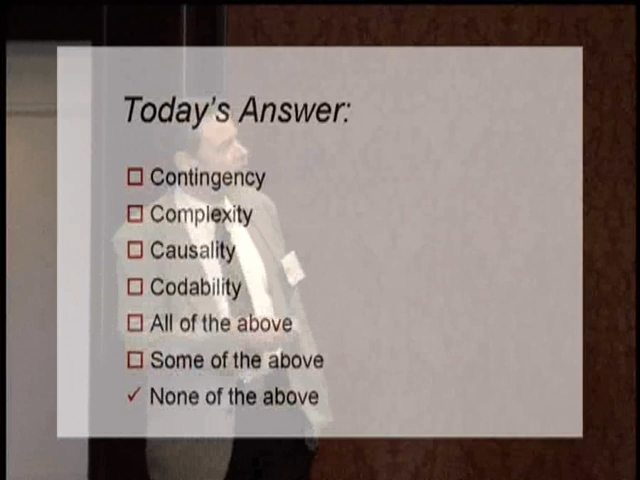 Today's Answer:
Contingency
Complexity
Causality
Codability
All of the above
Some of the above
None of the above